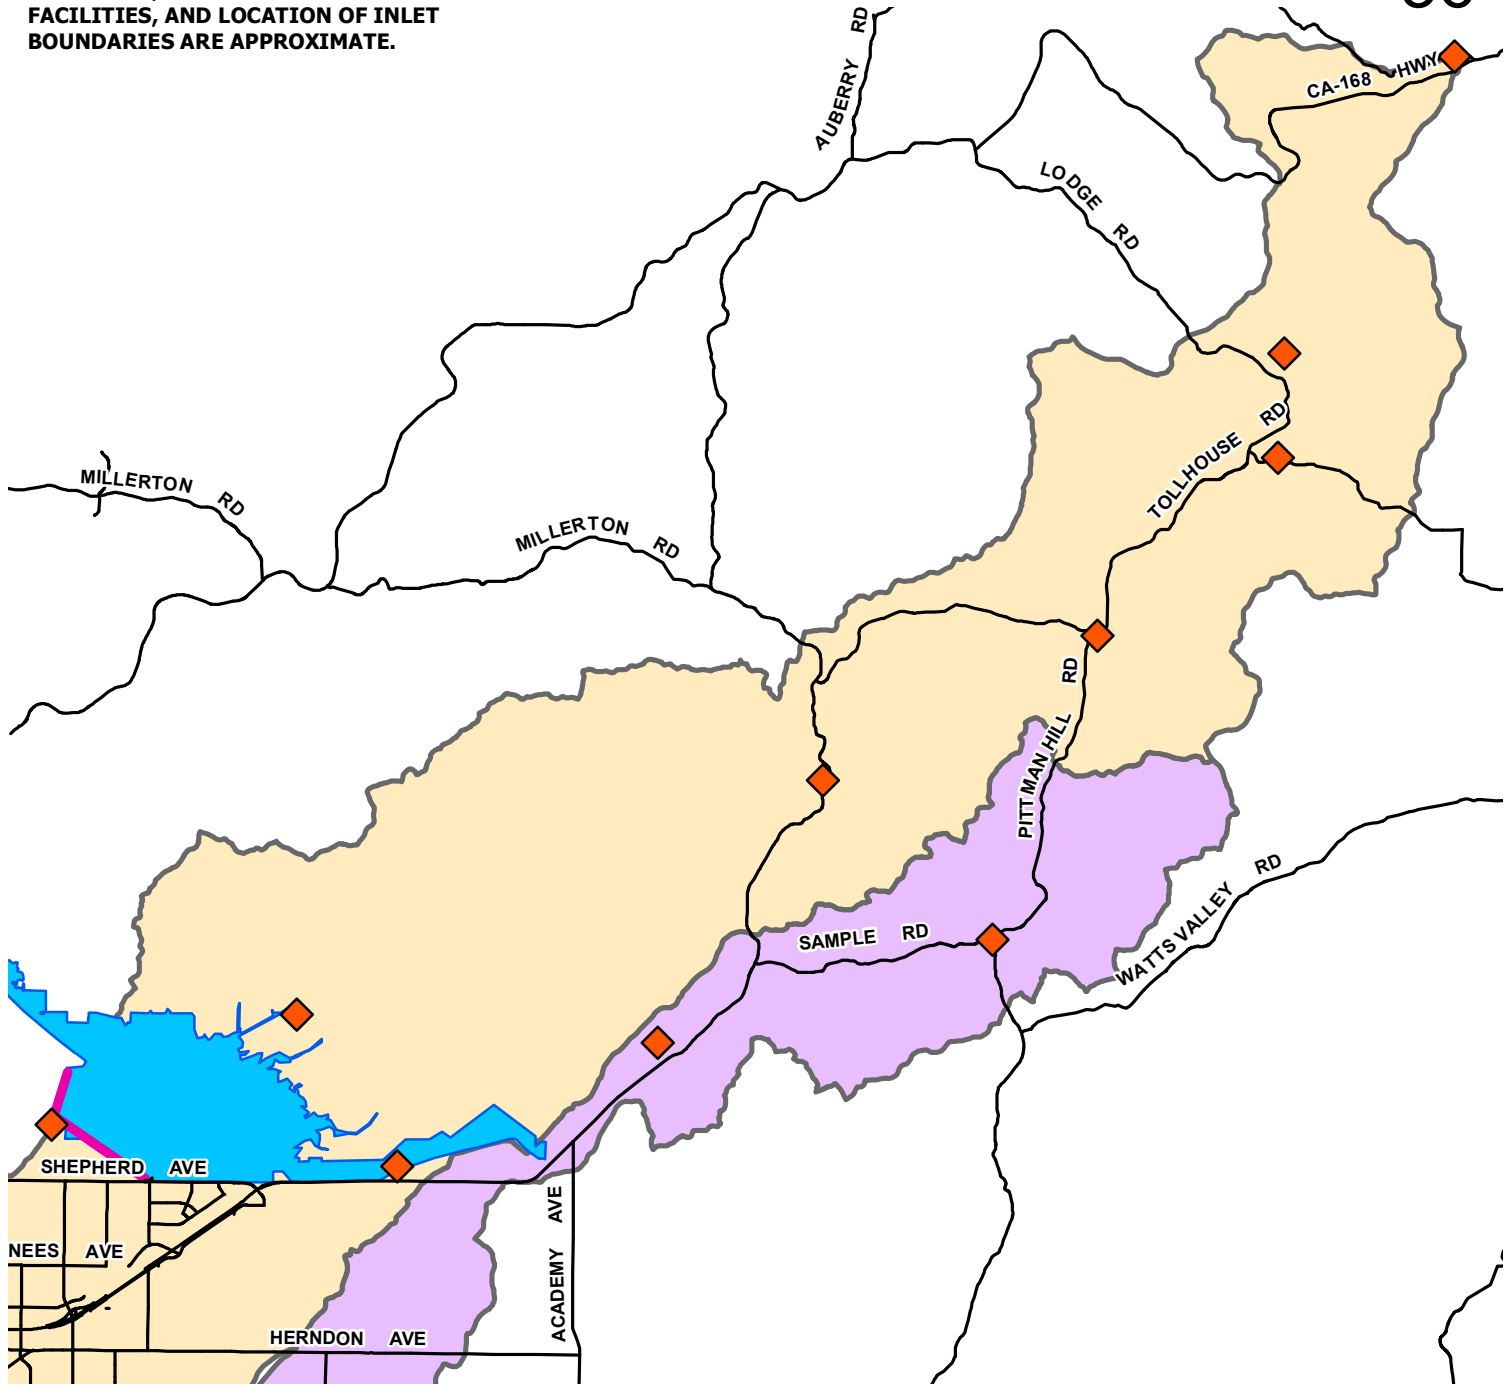 FACILITIES, AND LOCATION OF INLET
BOUNDARIES ARE APPROXIMATE.
AUBERRY RD
CA-168 HWY
LODGE RD
TOLLHOUSE RD
MILLERTON RD
MILLERTON RD
PITTMAN HILL RD
SAMPLE RD
WATTS VALLEY RD
SHEPHERD AVE
NEES AVE
ACADEMY AVE
HERNDON AVE